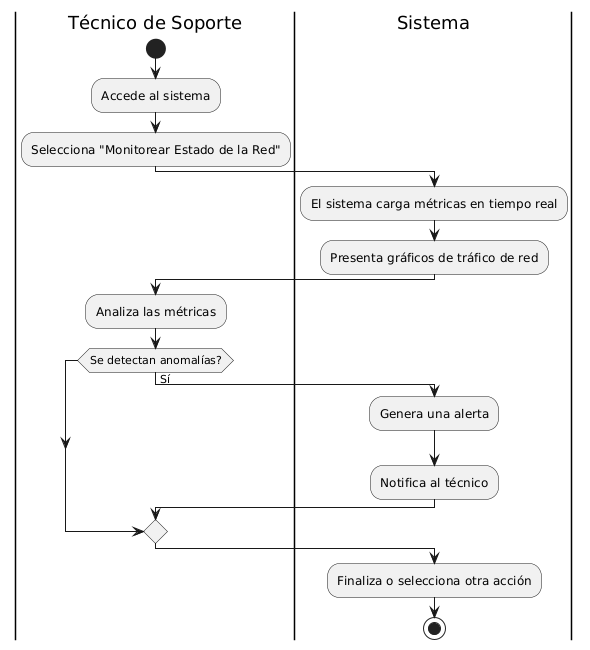 Técnico de Soporte
Sistema
Accede al sistema
Selecciona "Monitorear Estado de la Red"
El sistema carga métricas en tiempo real
Presenta gráficos de tráfico de red
Analiza las métricas
Se detectan anomalías?
Sí
Genera una alerta
Notifica al técnico
Finaliza o selecciona otra acción